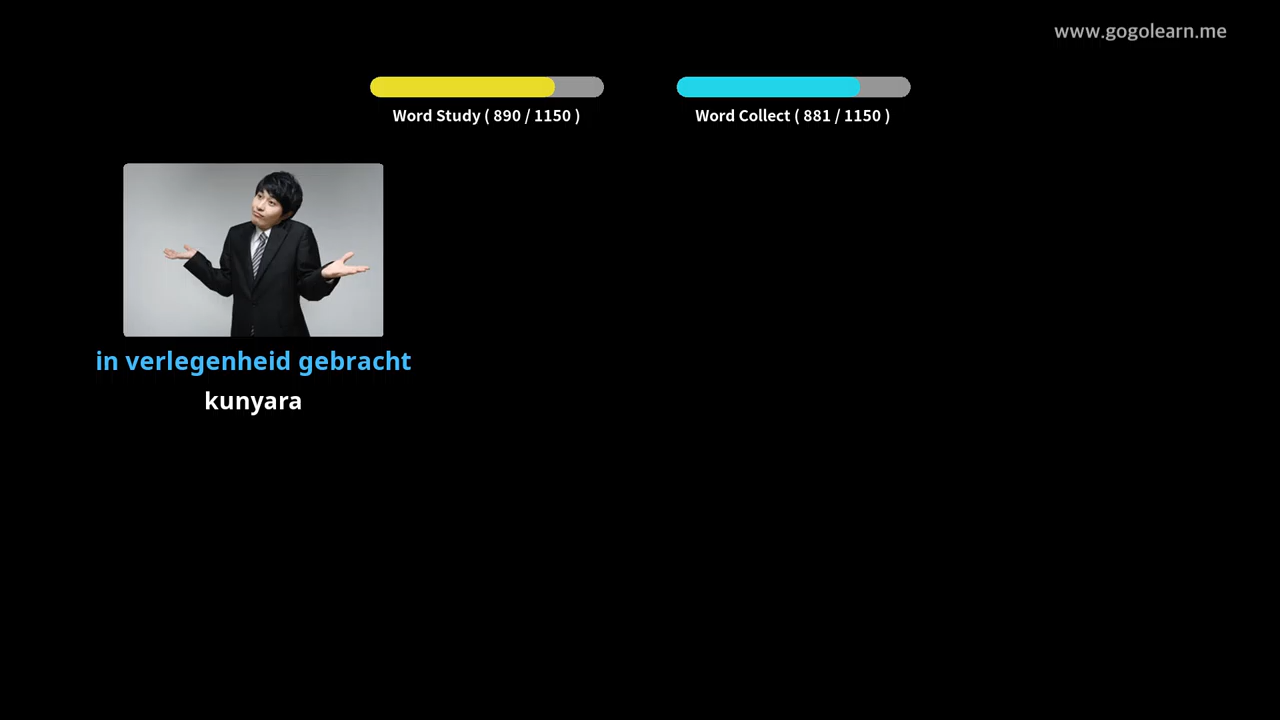 www.gogolearn.me
Word Study ( 890 / 1150 )
Word Collect ( 881 / 1150 )
in verlegenheid gebracht
kunyara